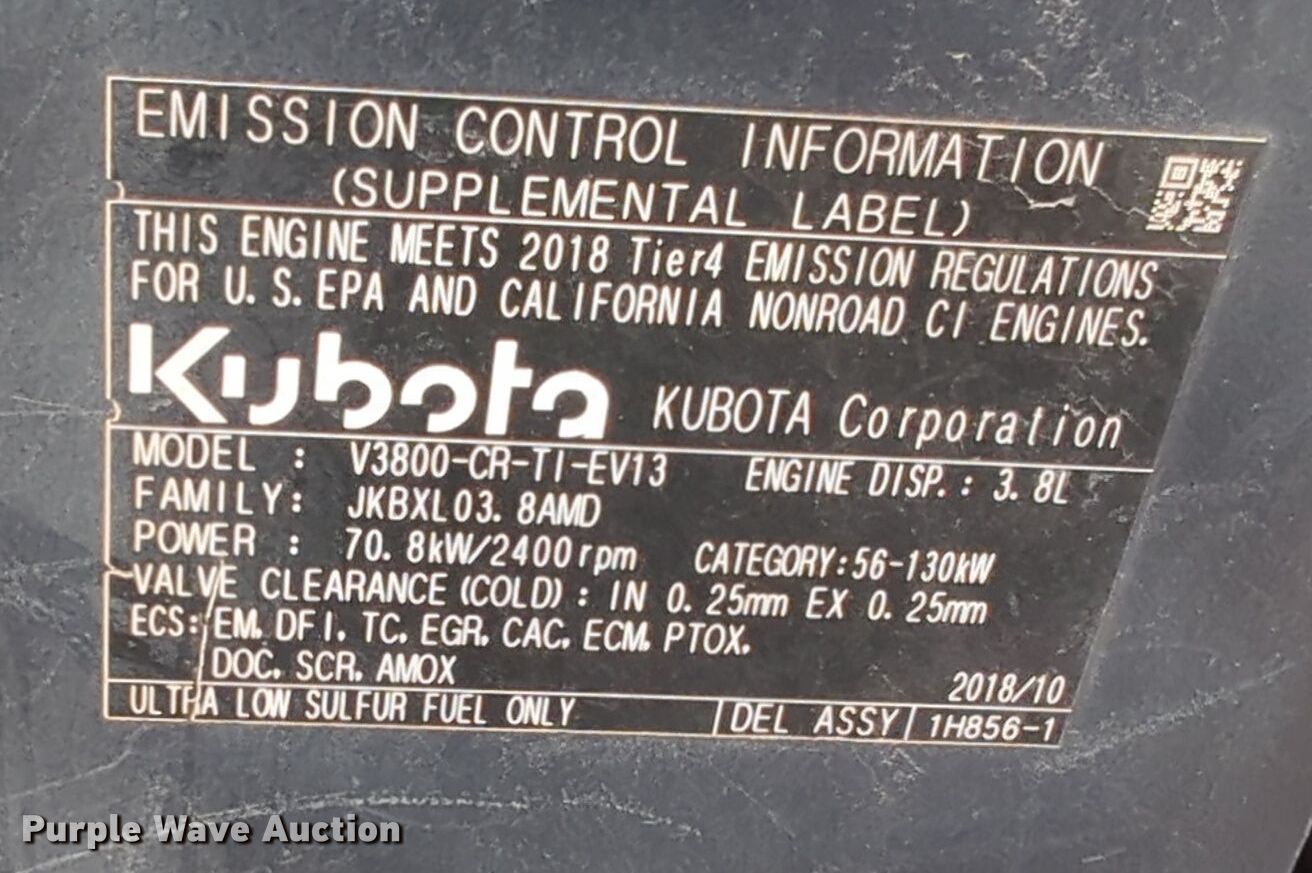 EMISSION CONTROL INFORMATION
(SUPPLEMENTAL LABEL)
THIS ENGINE MEETS 2018 Tier4 EMISSION REGULATIONS
FOR U.S.EPA AND CALIFORNIA NONROAD CI ENGINES.
Kubota KUBOTA Corporation
MODEL : V3800-CR-TI-EV13 ENGINE DISP.: 3.8L
FAMILY: JKBXL03.8AMD
POWER : 70.8kW/2400rpm CATEGORY:56-130kW
VALVE CLEARANCE(COLD): IN 0.25mm EX 0.25mm
ECS: EM. DFI. TC. EGR. CAC. ECM. PTOX.
DOC. SCR. AMOX
2018/10
ULTRA LOW SULFUR FUEL ONLY DEL ASSY 1H856-1
Purple Wave Auction